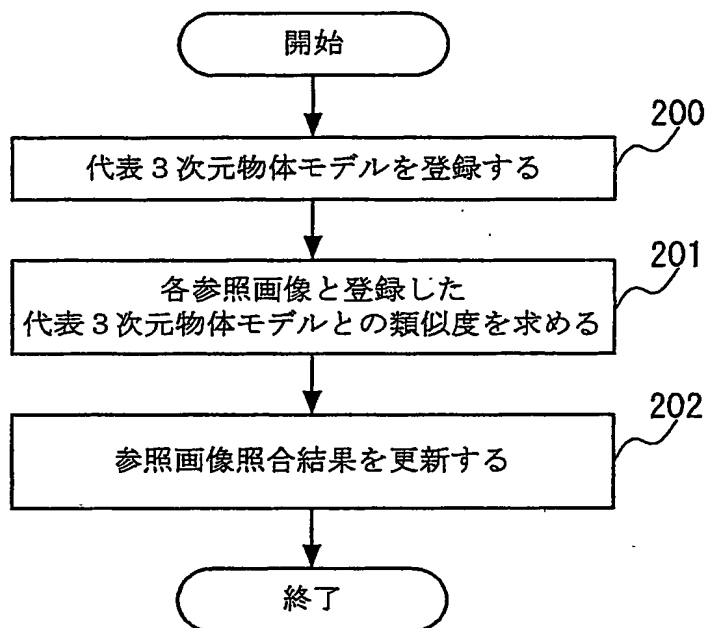 開始
200
代表３次元物体モデルを登録する
201
各参照画像と登録した
代表３次元物体モデルとの類似度を求める
202
参照画像照合結果を更新する
終了